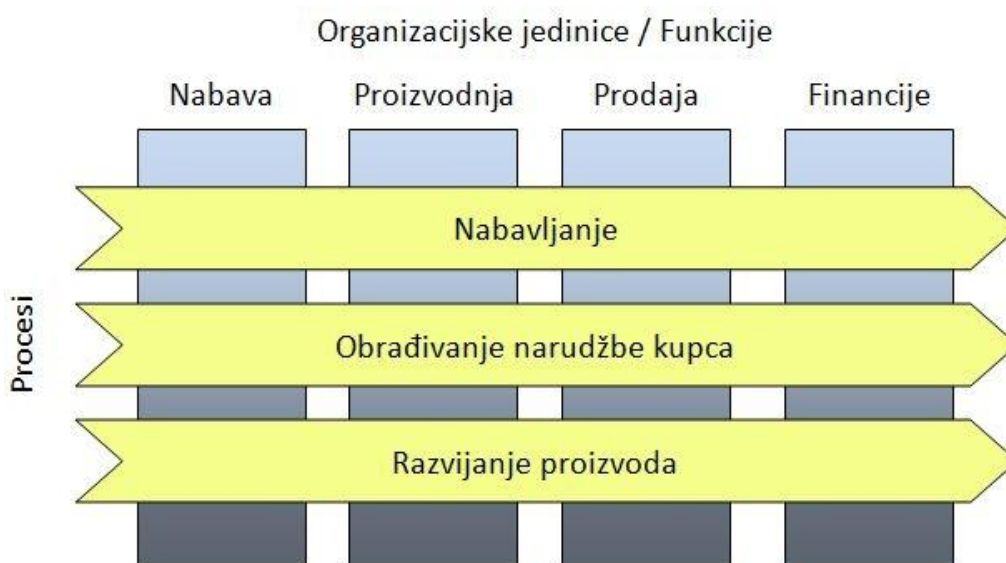 Organizacijske jedinice / Funkcije
Nabava Proizvodnja Prodaja Financije
Procesi
Nabavljanje
Obrađivanje narudžbe kupca
Razvijanje proizvoda